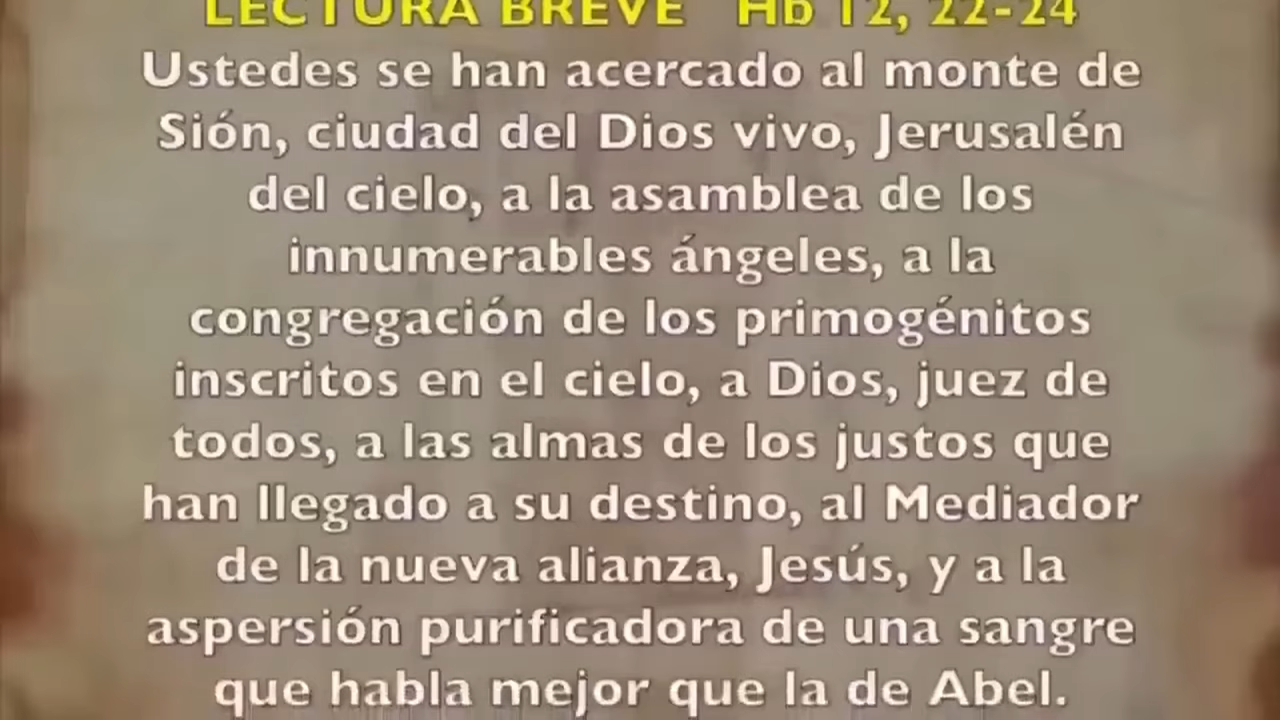 LECTURA BREVE Hb 12, 22-24
Ustedes se han acercado al monte de
Sión, ciudad del Dios vivo, Jerusalén
del cielo, a la asamblea de los
innumerables ángeles, a la
congregación de los primogénitos
inscritos en el cielo, a Dios, juez de
todos, a las almas de los justos que
han llegado a su destino, al Mediador
de la nueva alianza, Jesús, y a la
aspersión purificadora de una sangre
que habla mejor que la de Abel.